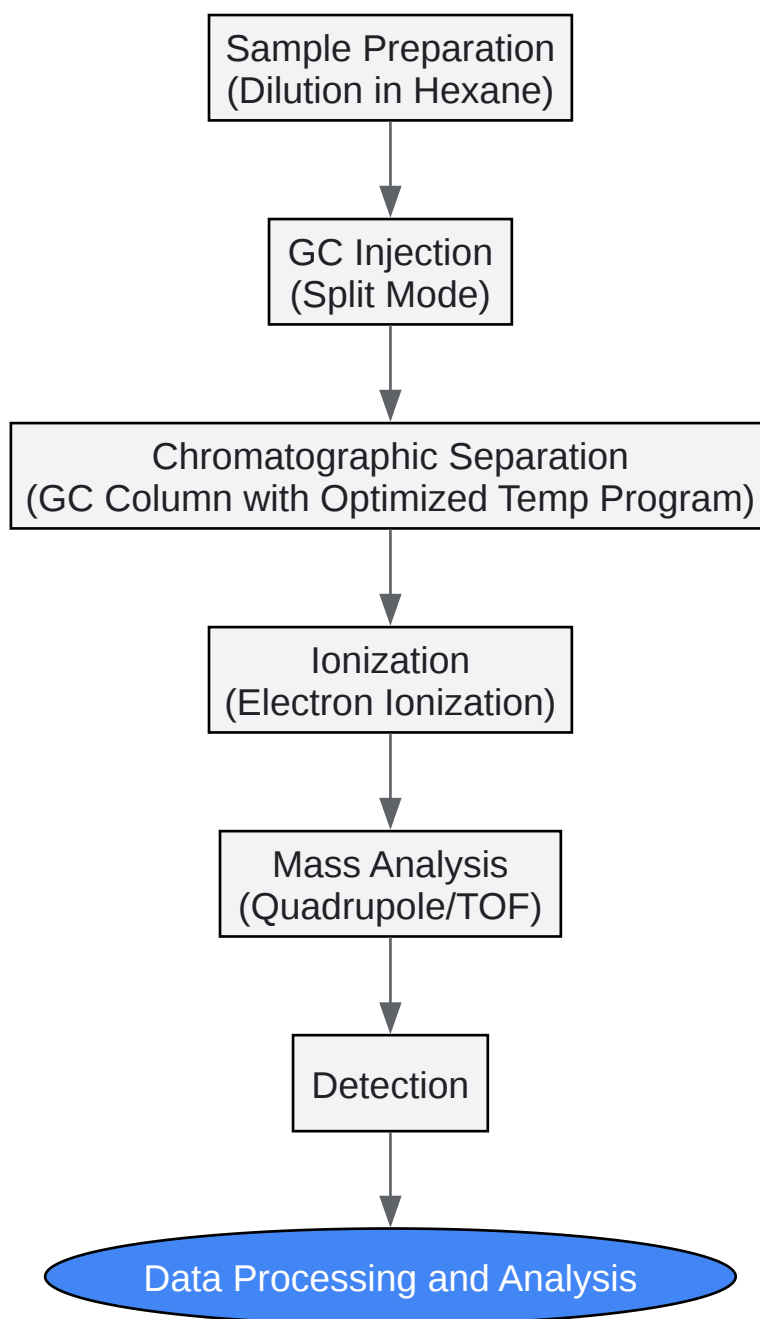 Sample Preparation
(Dilution in Hexane)
GC Injection
(Split Mode)
Chromatographic Separation
(GC Column with Optimized Temp Program)
Ionization
(Electron Ionization)
Mass Analysis
(Quadrupole/TOF)
Detection
Data Processing and Analysis